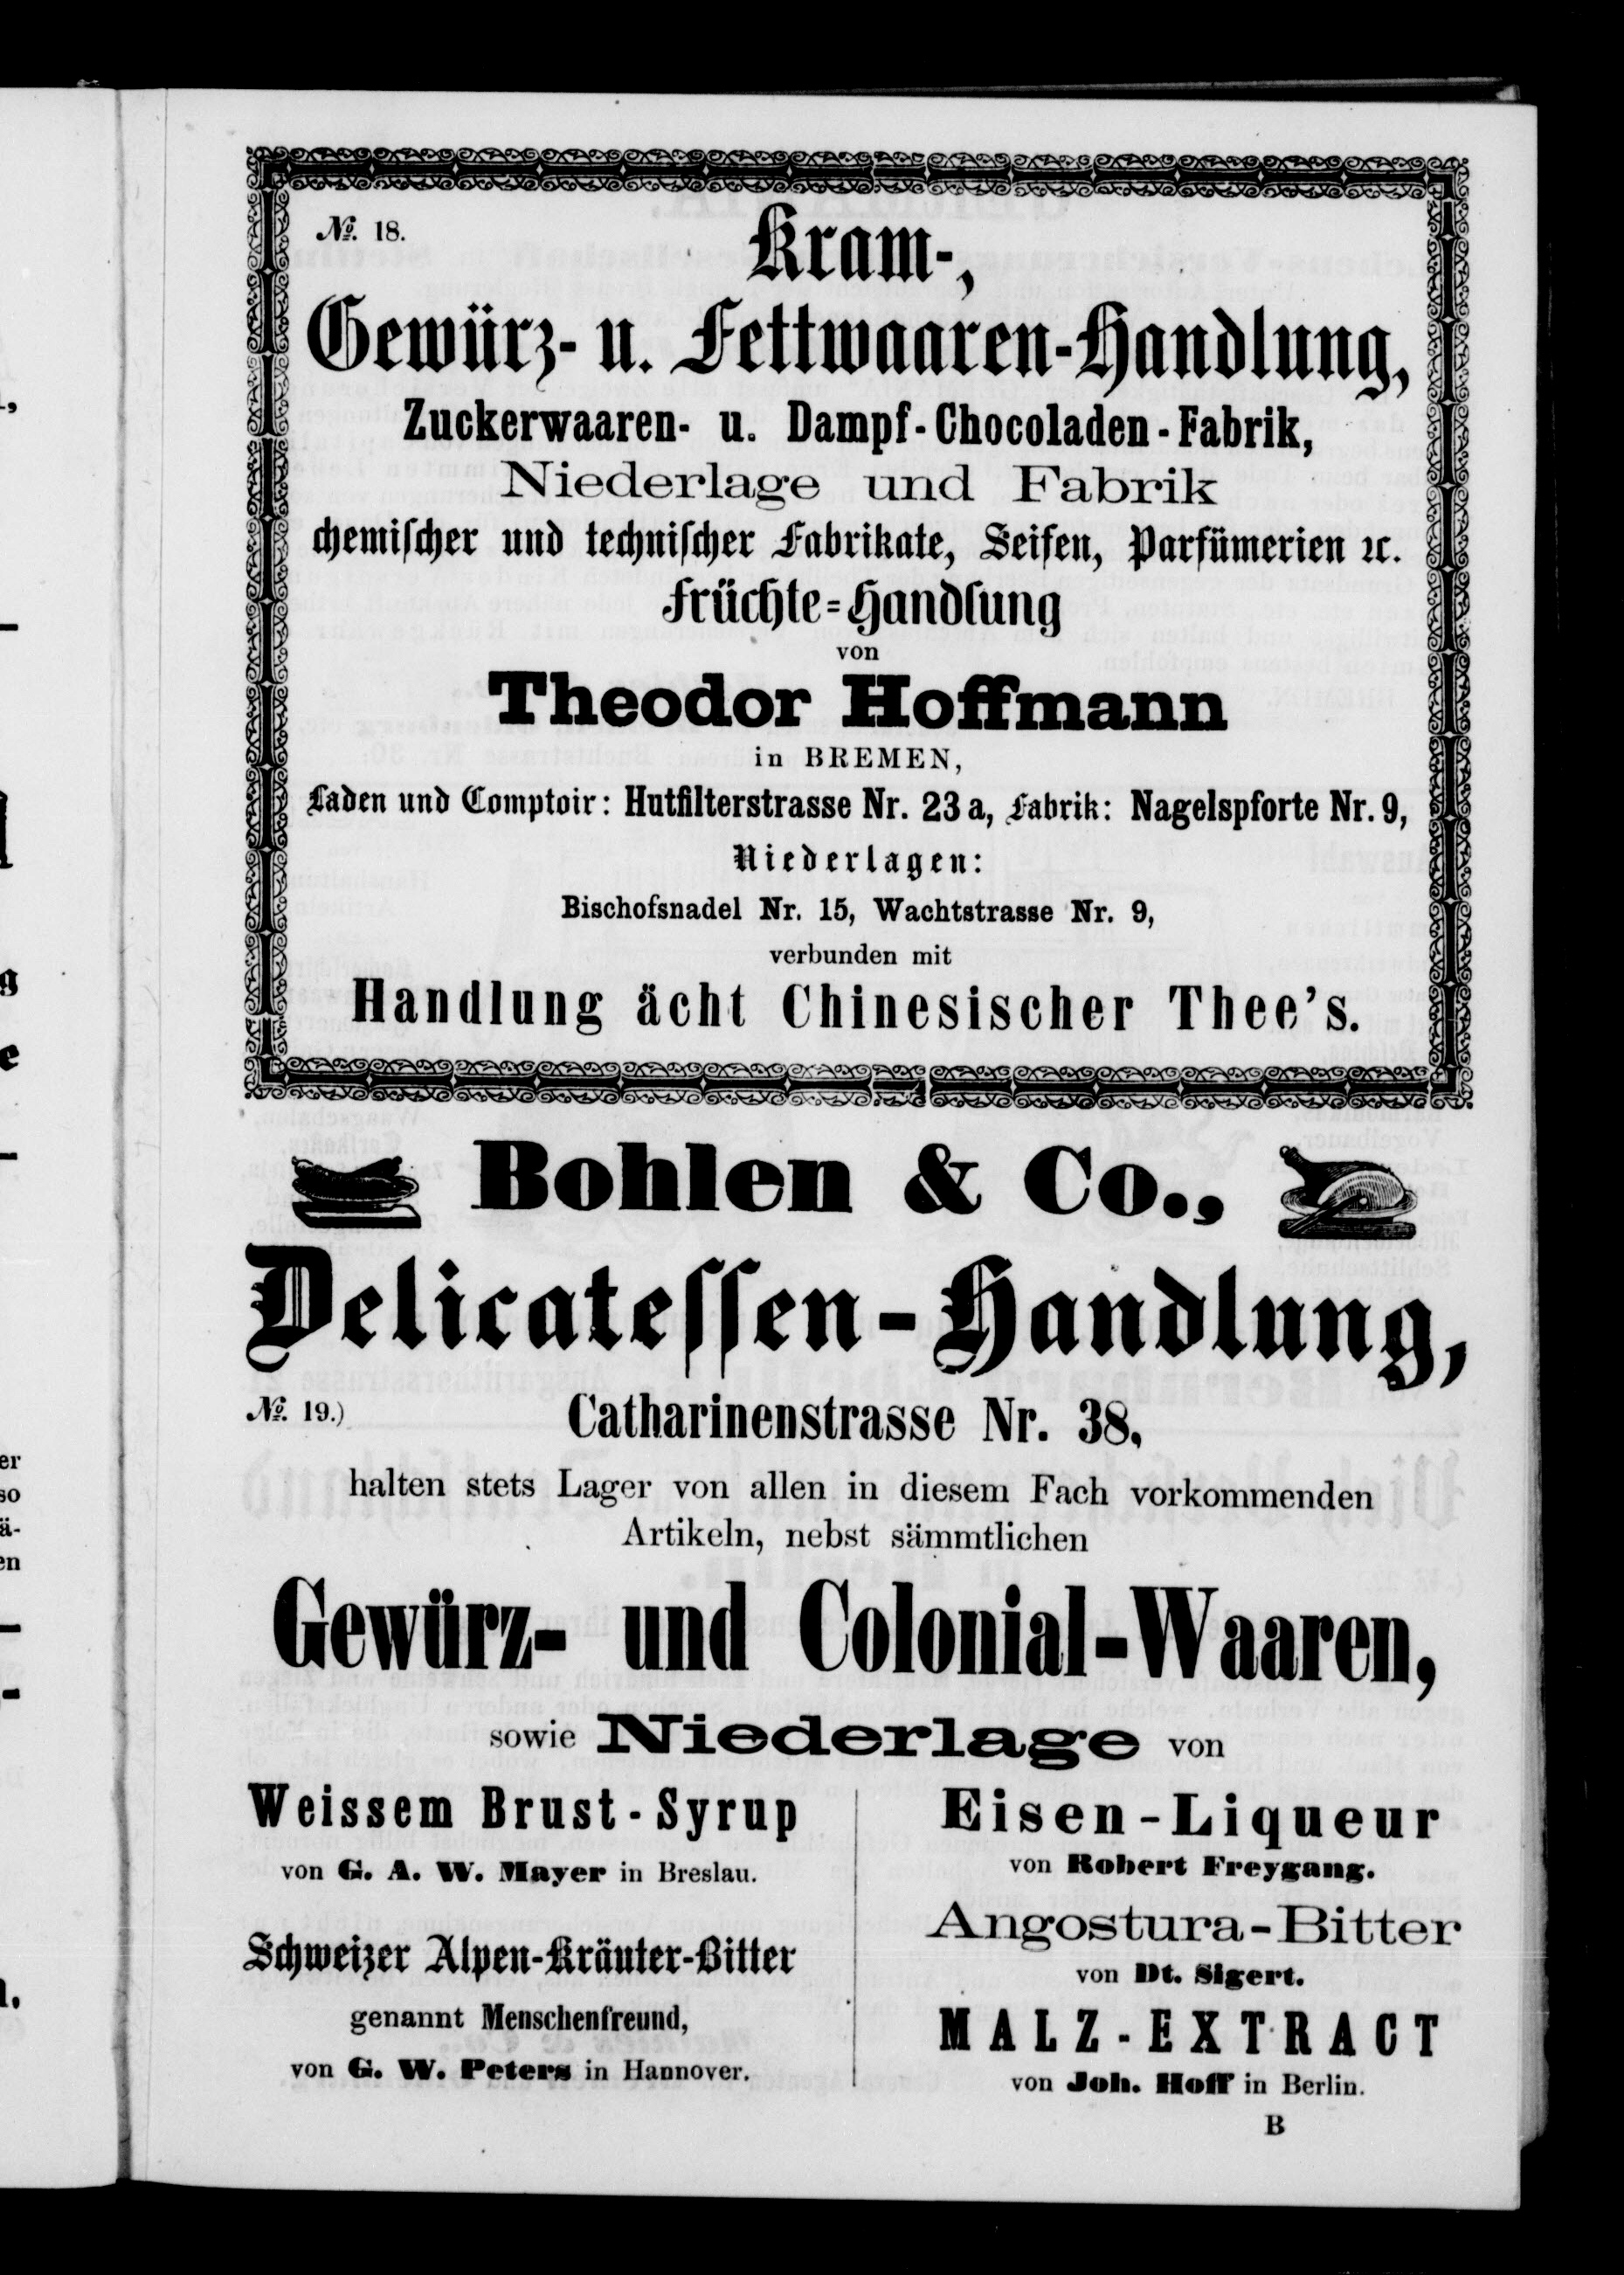 №. 18.
Kram-,
Gewürz- u. Fettwaaren-Handlung,
Zuckerwaaren- u. Dampf-Chocoladen-Fabrik,
Niederlage und Fabrik
chemiſcher und techniſcher Fabrikate, Seifen, Parfümerien ꝛc.
Früchte=Handlung
von
Theodor Hoffmann
in BREMEN,
Laden und Comptoir: Hutfilterstrasse Nr. 23 a, Fabrik: Nagelspforte Nr. 9,
Niederlagen:
Bischofsnadel Nr. 15, Wachtstrasse Nr. 9,
verbunden mit
Handlung ächt Chinesischer Thee's.
Bohlen & Co.,
Delicateſſen-Handlung,
№. 19.)
Catharinenstrasse Nr. 38,
halten stets Lager von allen in diesem Fach vorkommenden
Artikeln, nebst sämmtlichen
Gewürz- und Colonial-Waaren,
sowie Niederlage von
Weissem Brust-Syrup
von G. A. W. Mayer in Breslau.
Schweizer Alpen-Kräuter-Bitter
genannt Menschenfreund,
von G. W. Peters in Hannover.
Eisen-Liqueur
von Robert Freygang.
Angostura-Bitter
von Dt. Sigert.
MALZ-EXTRACT
von Joh. Hoff in Berlin.
B